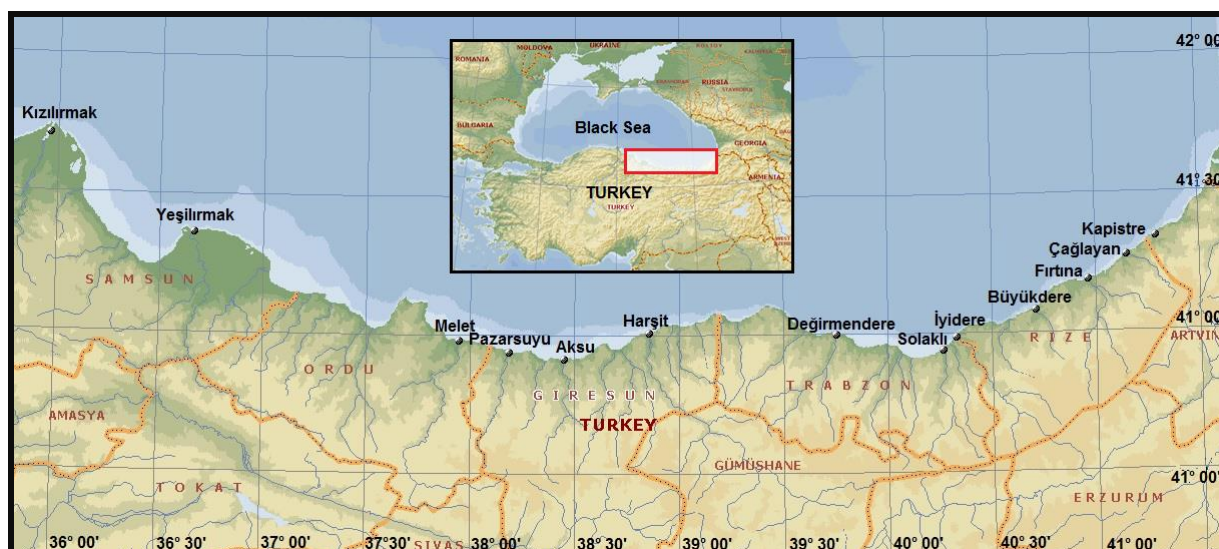 42° 00'
MOLDOVA
UKRAINE
ROMANIA
RUSSIA
BULGARIA
Black Sea
GEORGIA
ARMENIA
TURKEY
TURKEY
Kızılırmak
41° 30'
Yeşilırmak
Kapistre
Çağlayan
Fırtına
SAMSUN
Büyükdere
41° 00'
Melet
Pazarsuyu
Aksu
Harşit
Değirmendere
İyidere
Solaklı
RIZE
ARTVIN
ORDU
GIRESUN
TRABZON
AMASYA
TURKEY
GÜMÜSHANE
TOKAT
41° 00'
ERZURUM
SIVAS
36° 00' 36° 30' 37° 00' 37° 30' 38° 00' 38° 30' 39° 00' 39° 30' 40° 00' 40° 30' 41° 00'